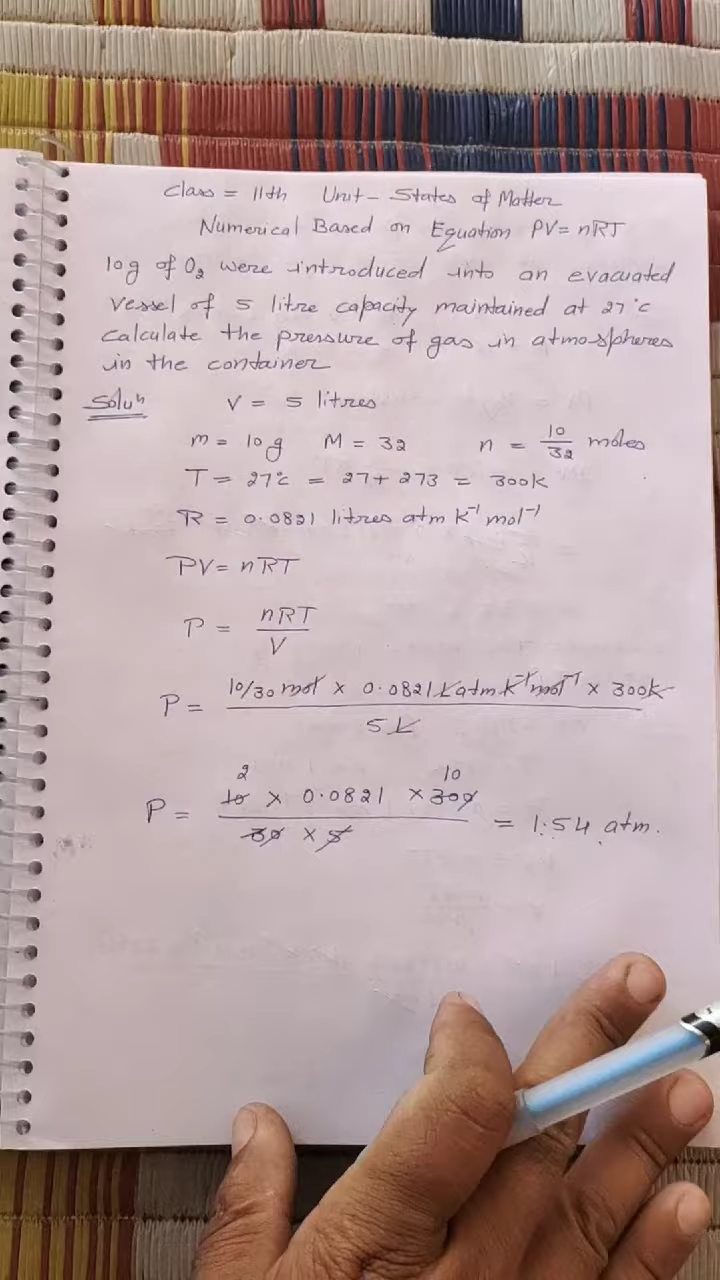 Class = 11th Unit - States of Matter
Numerical Based on Equation PV = nRT
10g of O2 were introduced into an evacuated
vessel of 5 litre capacity maintained at 27°C
calculate the pressure of gas in atmospheres
in the container
Soluⁿ V = 5 litres
m = 10g M = 32 n = 10/32 moles
T = 27°C = 27 + 273 = 300K
R = 0.0821 litres atm K⁻¹ mol⁻¹
PV = nRT
P = nRT/V
P = 10/30 mol × 0.0821 L atm K⁻¹ mol⁻¹ × 300K
5 L
2 10
P = 10 × 0.0821 × 300
30 × 5 = 1.54 atm.